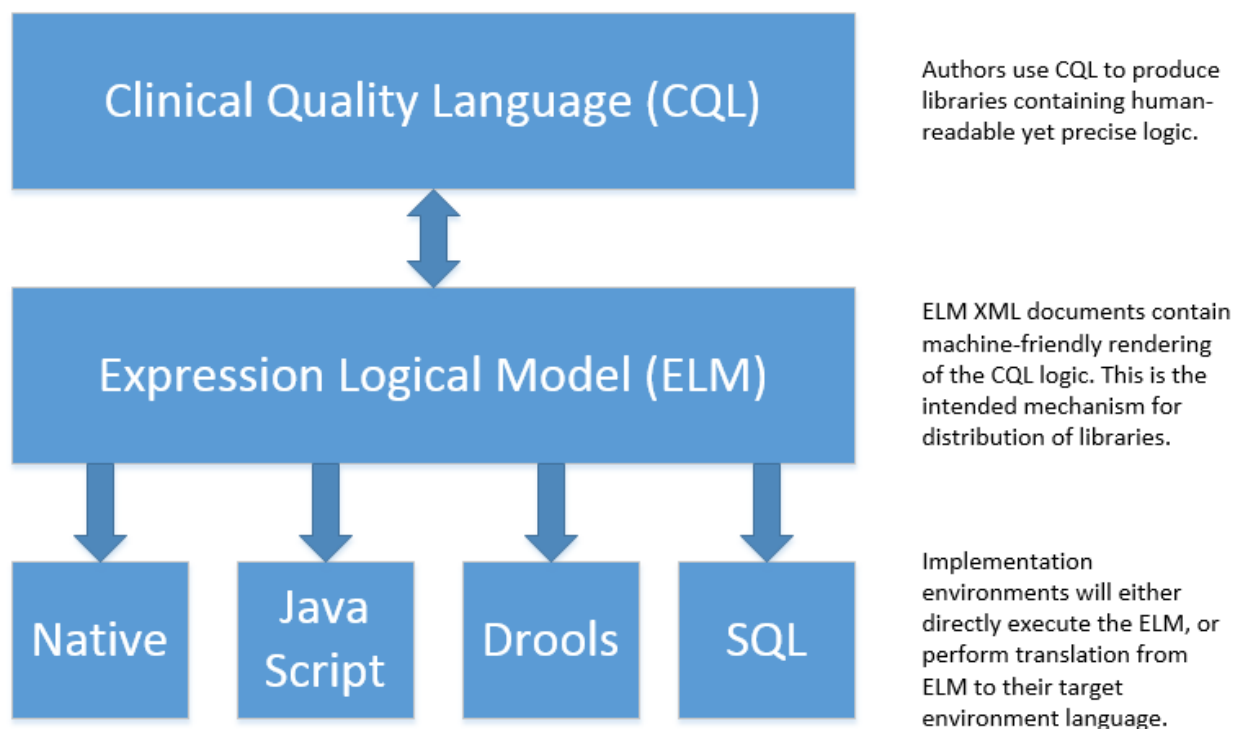 Clinical Quality Language (CQL)
Authors use CQL to produce
libraries containing human-
readable yet precise logic.
Expression Logical Model (ELM)
ELM XML documents contain
machine-friendly rendering
of the CQL logic. This is the
intended mechanism for
distribution of libraries.
Native
Java
Script
Drools
SQL
Implementation
environments will either
directly execute the ELM, or
perform translation from
ELM to their target
environment language.